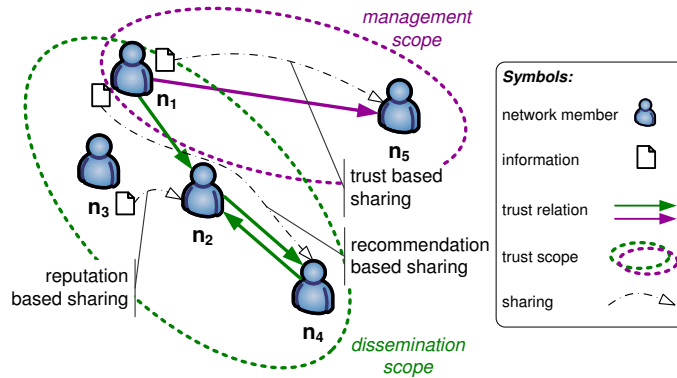 management
scope
n1
n5
n3
n2
n4
trust based
sharing
recommendation
based sharing
reputation
based sharing
dissemination
scope
Symbols:
network member
information
trust relation
trust scope
sharing